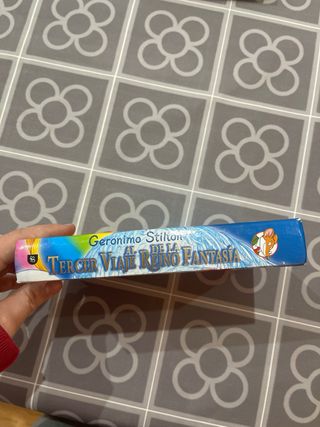 Geronimo Stilton
TERCER VIAJE AL REINO DE LA FANTASÍA